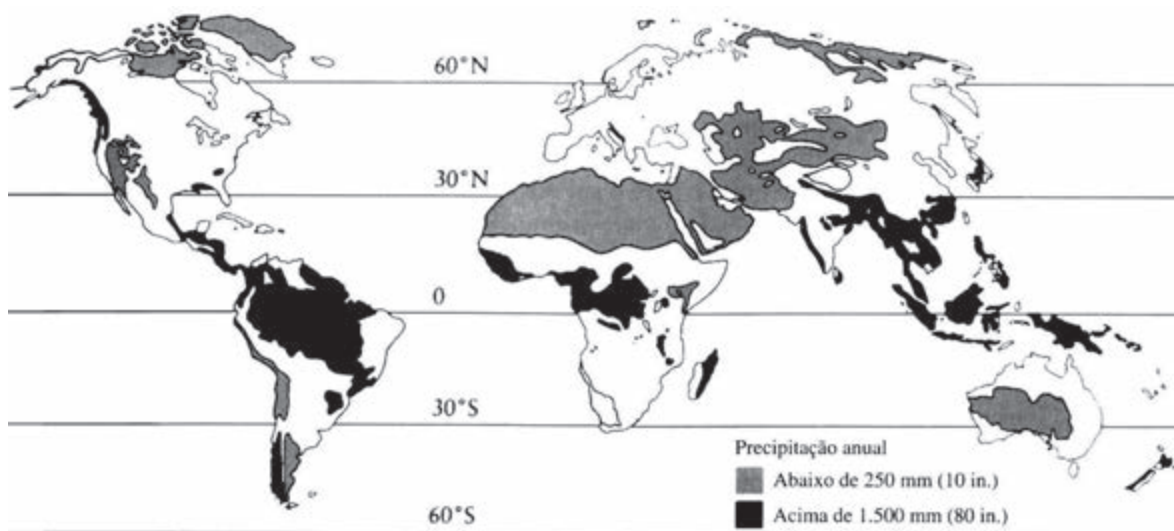 60°N
30°N
0
30°S
60°S
Precipitação anual
Abaixo de 250 mm (10 in.)
Acima de 1.500 mm (80 in.)